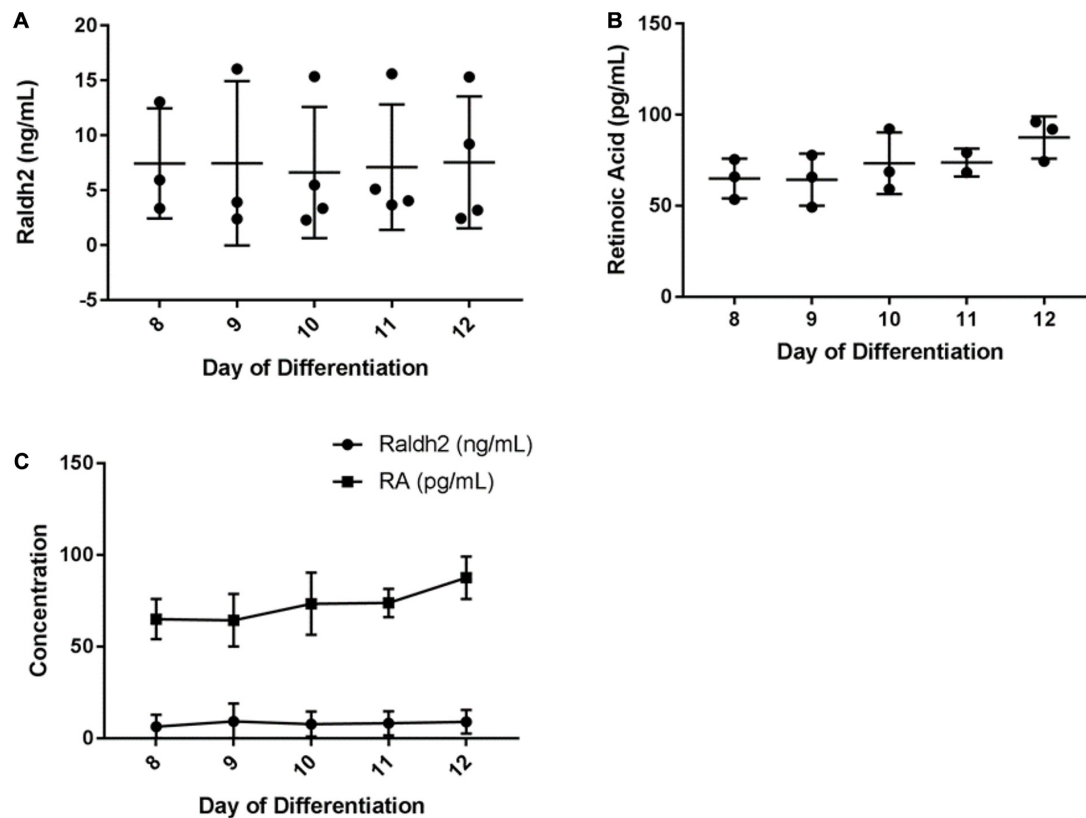 A
Raldh2 (ng/mL)
20
15
10
5
0
-5
8
9
10
11
12
Day of Differentiation
B
Retinoic Acid (pg/mL)
150
100
50
0
8
9
10
11
12
Day of Differentiation
C
Raldh2 (ng/mL)
RA (pg/mL)
Concentration
150
100
50
0
8
9
10
11
12
Day of Differentiation